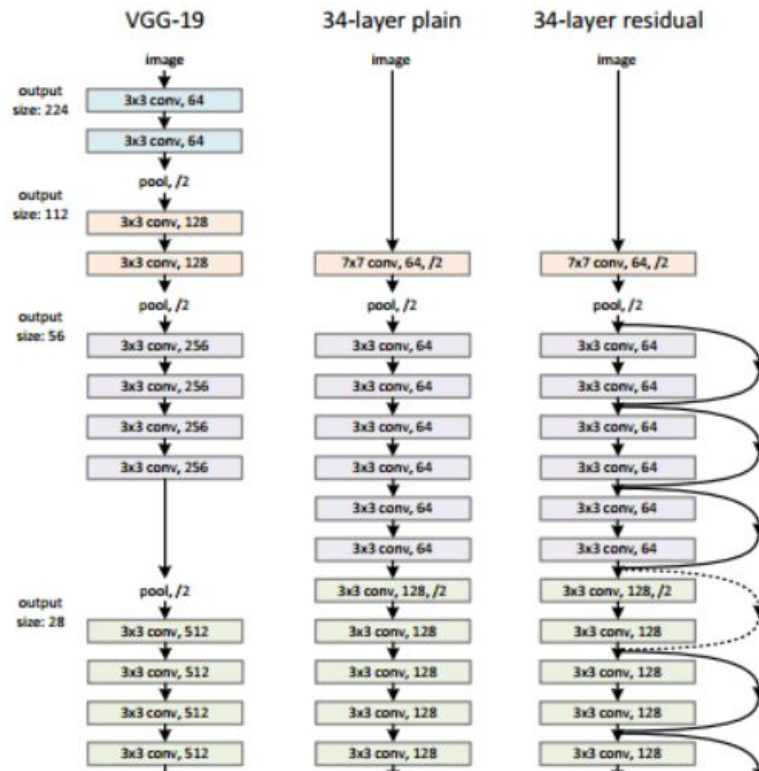 VGG-19
34-layer plain
34-layer residual
image
image
image
output
size: 224
3x3 conv, 64
3x3 conv, 64
pool, /2
output
size: 112
3x3 conv, 128
3x3 conv, 128
7x7 conv, 64, /2
7x7 conv, 64, /2
pool, /2
pool, /2
pool, /2
output
size: 56
3x3 conv, 256
3x3 conv, 64
3x3 conv, 64
3x3 conv, 256
3x3 conv, 64
3x3 conv, 64
3x3 conv, 256
3x3 conv, 64
3x3 conv, 64
3x3 conv, 256
3x3 conv, 64
3x3 conv, 64
3x3 conv, 64
3x3 conv, 64
3x3 conv, 64
3x3 conv, 64
output
size: 28
pool, /2
3x3 conv, 128, /2
3x3 conv, 128, /2
3x3 conv, 512
3x3 conv, 128
3x3 conv, 128
3x3 conv, 512
3x3 conv, 128
3x3 conv, 128
3x3 conv, 512
3x3 conv, 128
3x3 conv, 128
3x3 conv, 512
3x3 conv, 128
3x3 conv, 128